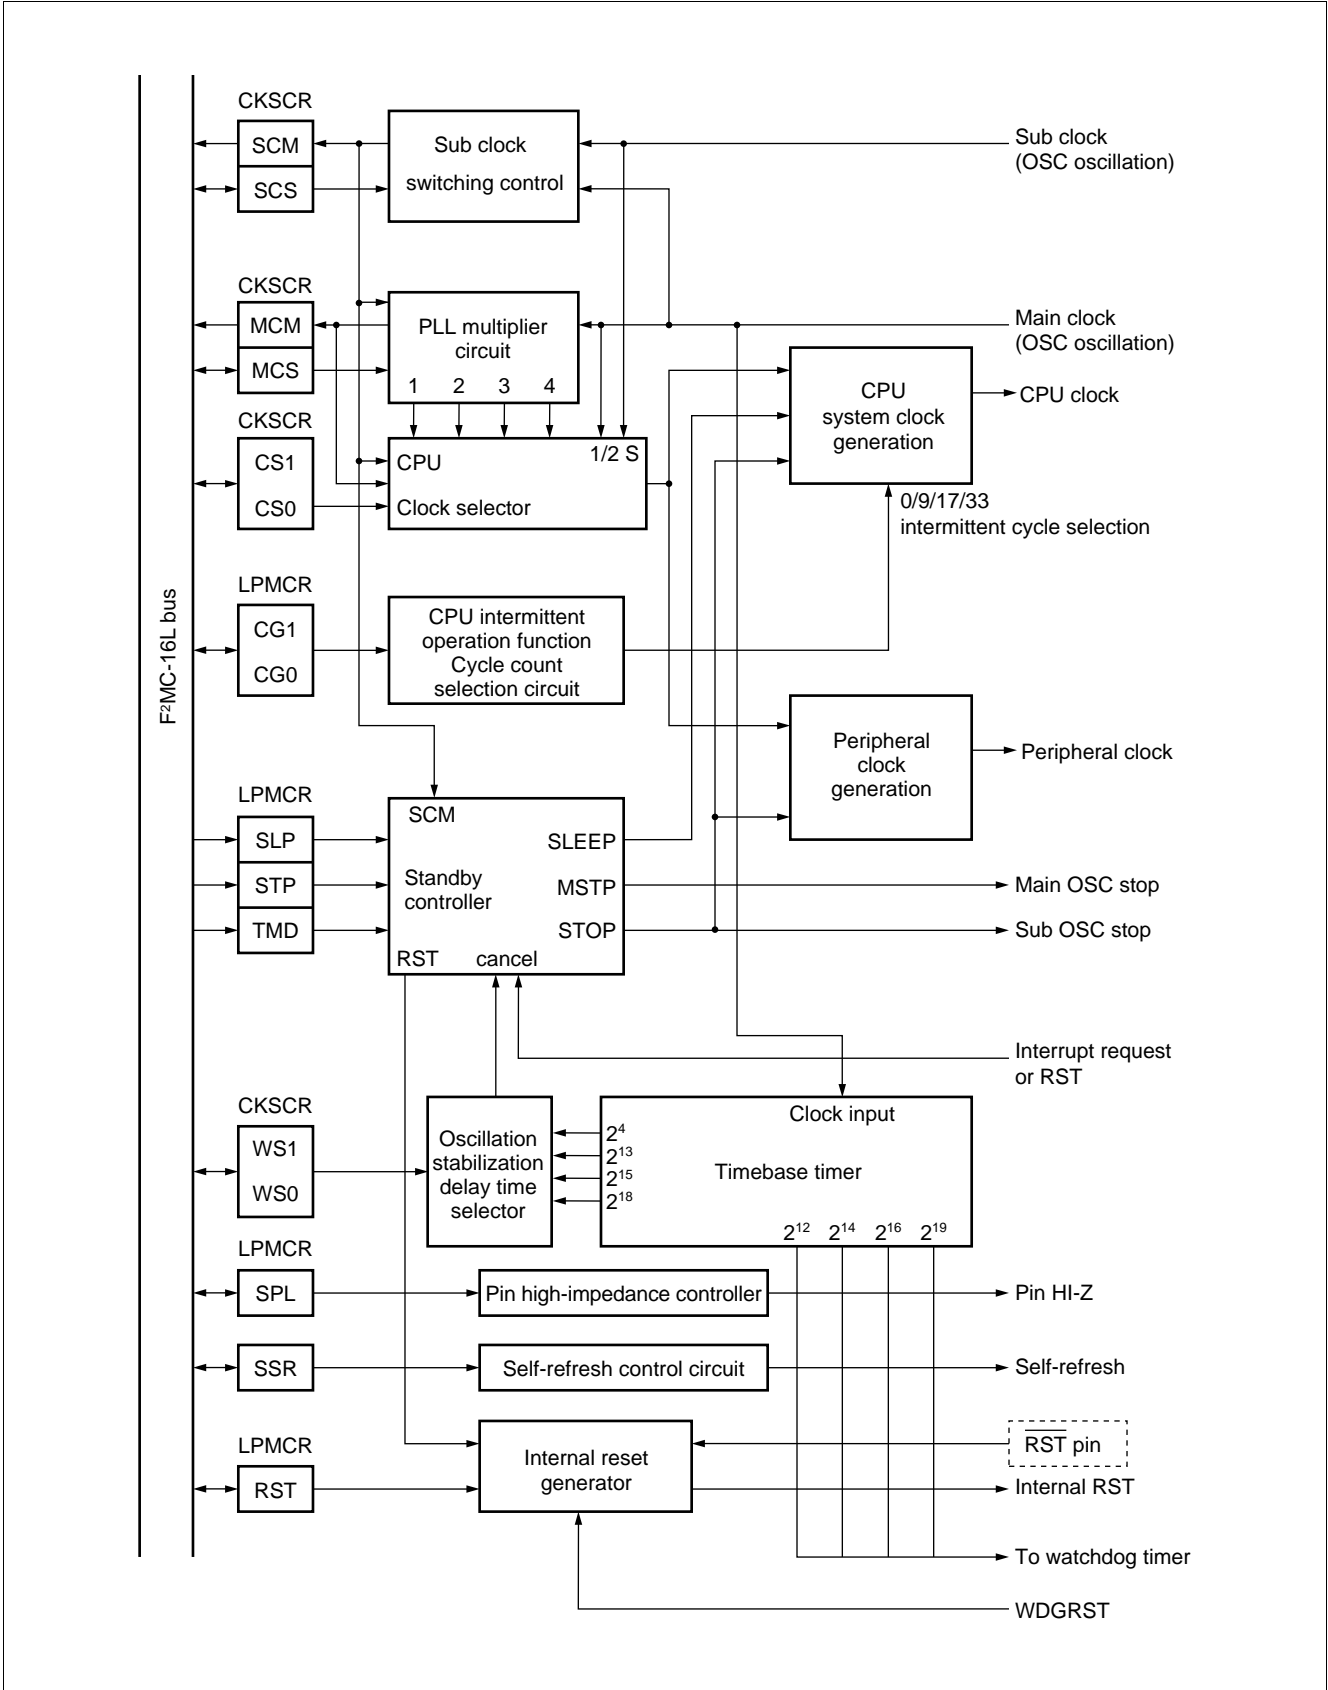 CKSCR
SCM
SCS
Sub clock
switching control
Sub clock
(OSC oscillation)
CKSCR
MCM
MCS
PLL multiplier
circuit
1 2 3 4
Main clock
(OSC oscillation)
CKSCR
CS1
CS0
CPU
1/2 S
Clock selector
CPU
system clock
generation
CPU clock
0/9/17/33
intermittent cycle selection
F²MC-16L bus
LPMCR
CG1
CG0
CPU intermittent
operation function
Cycle count
selection circuit
Peripheral
clock
generation
Peripheral clock
LPMCR
SLP
STP
TMD
SCM
Standby
controller
SLEEP
MSTP
STOP
RST
cancel
Main OSC stop
Sub OSC stop
Interrupt request
or RST
CKSCR
WS1
WS0
Oscillation
stabilization
delay time
selector
Clock input
Timebase timer
2⁴
2¹³
2¹⁵
2¹⁸
2¹² 2¹⁴ 2¹⁶ 2¹⁹
LPMCR
SPL
Pin high-impedance controller
Pin HI-Z
SSR
Self-refresh control circuit
Self-refresh
LPMCR
RST
Internal reset
generator
RST pin
Internal RST
To watchdog timer
WDGRST